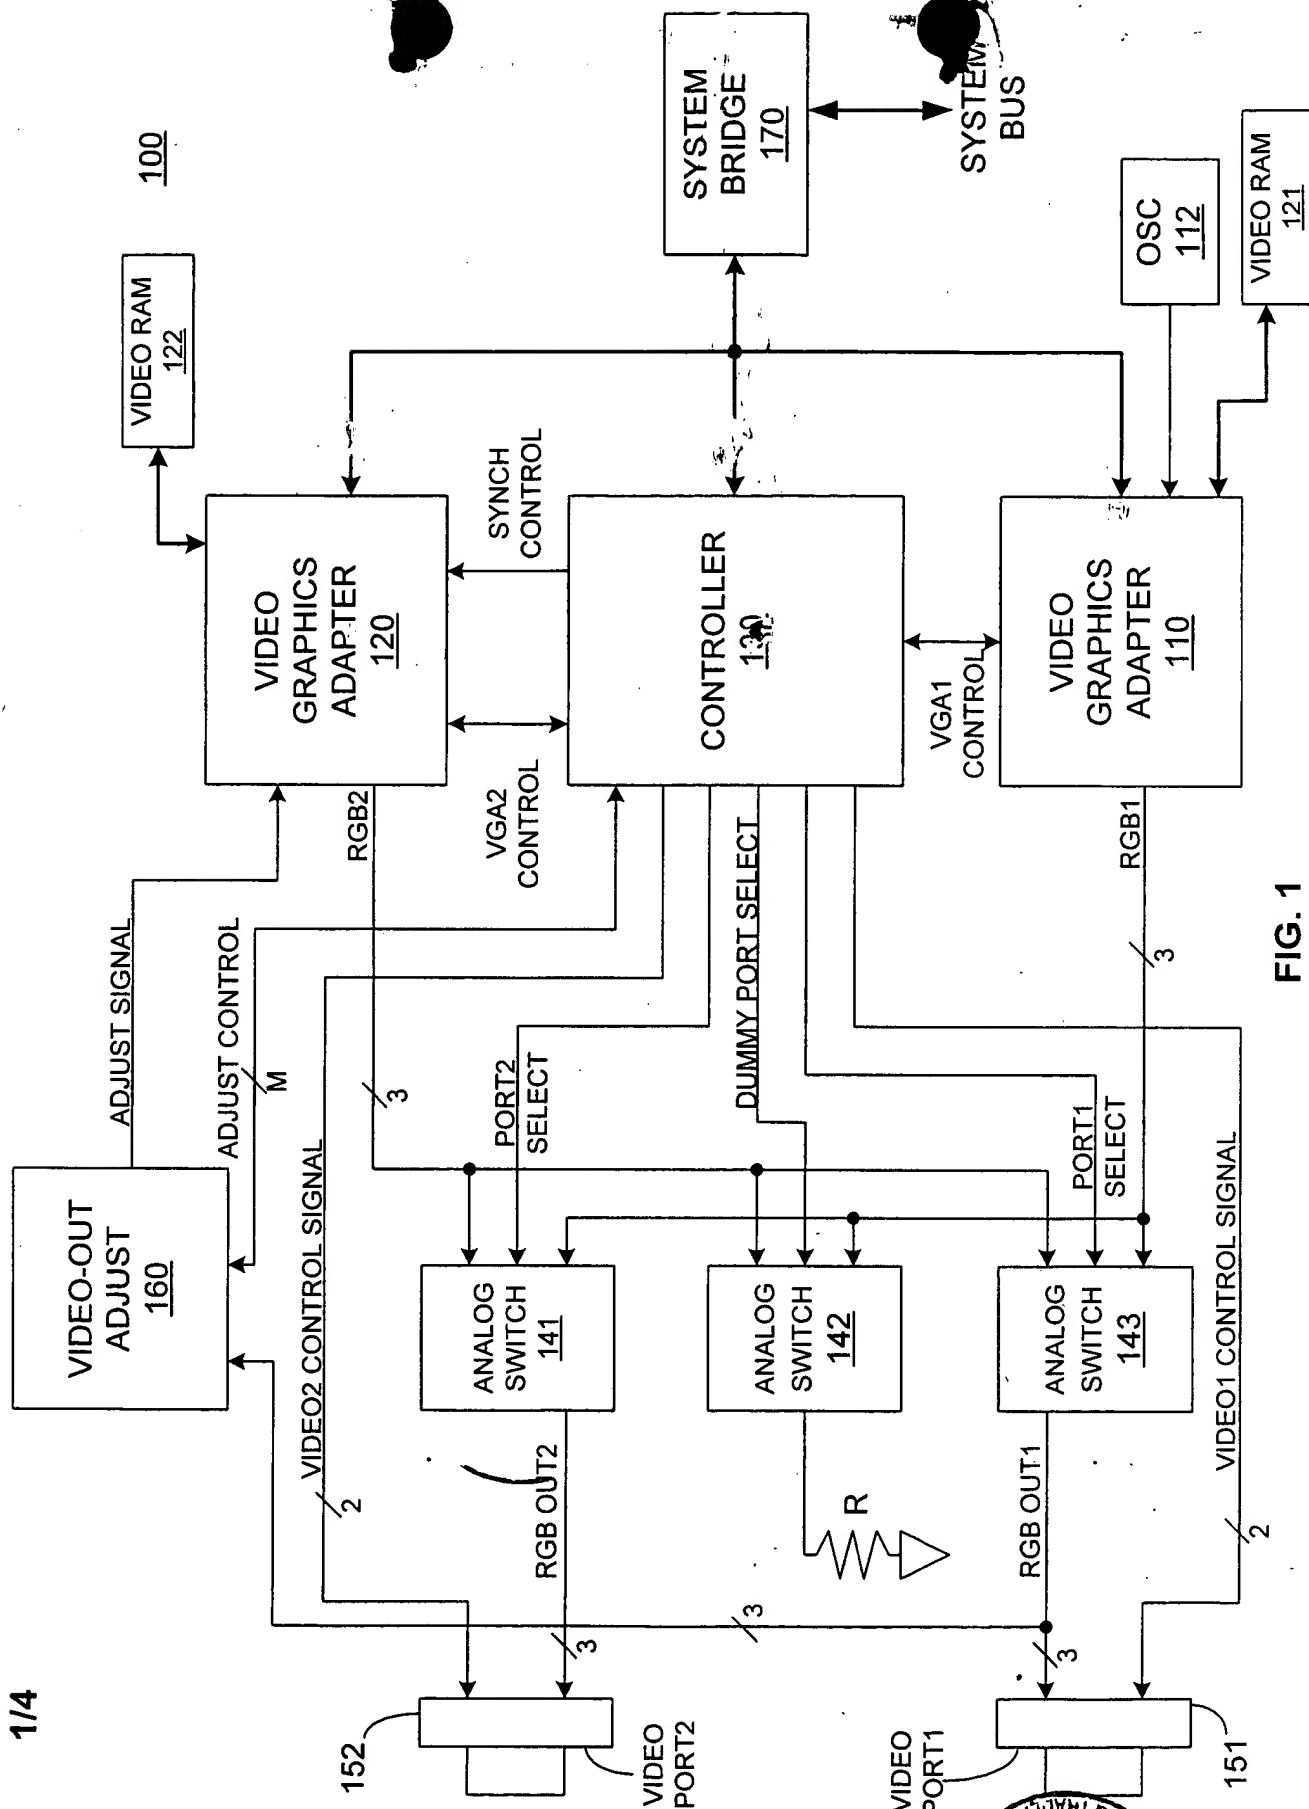 1/4
100
VIDEO-OUT
ADJUST
160
ADJUST SIGNAL
ADJUST CONTROL
M
VIDEO RAM
122
VIDEO
GRAPHICS
ADAPTER
120
RGB2
3
VIDEO2 CONTROL SIGNAL
2
152
VIDEO
PORT2
RGB OUT2
3
ANALOG
SWITCH
141
PORT2
SELECT
VGA2
CONTROL
SYNCH
CONTROL
CONTROLLER
SYSTEM
BRIDGE
170
SYSTEM
BUS
DUMMY PORT SELECT
ANALOG
SWITCH
142
R
3
VGA1
CONTROL
VIDEO
PORT1
151
RGB OUT1
3
ANALOG
SWITCH
143
PORT1
SELECT
RGB1
3
VIDEO
GRAPHICS
ADAPTER
110
OSC
112
VIDEO RAM
121
VIDEO1 CONTROL SIGNAL
2
FIG. 1